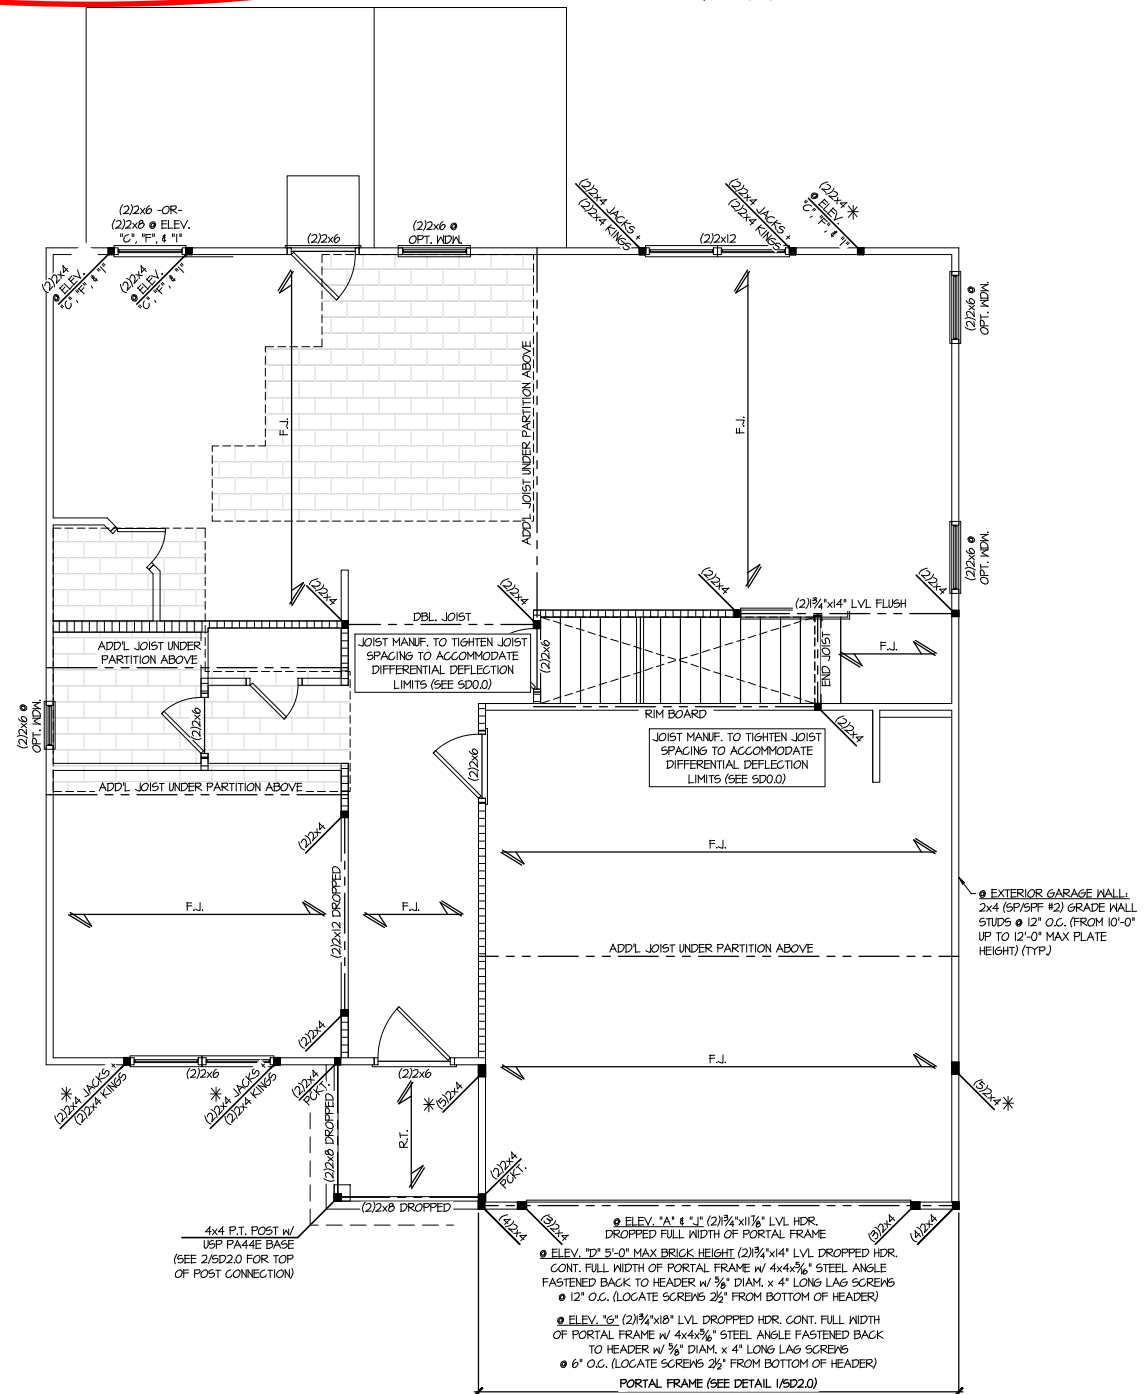 (2)2x6 -OR-
(2)2x8 @ ELEV.
"C", "F", & "I"
(2)2x6
(2)2x6 @
OPT. WDW.
(2)2x4 JACKS +
(2)2x4 KINGS
(2)2x12
(2)2x4 JACKS +
(2)2x4 KINGS
(2)2x4 *
@ ELEV.
"C", "F", & "I"
(2)2x4
@ ELEV.
"C", "F", & "I"
(2)2x4
@ ELEV.
"C", "F", & "I"
(2)2x6 @
OPT. WDW.
F.J.
ADD'L JOIST UNDER PARTITION ABOVE
F.J.
(2)2x6 @
OPT. WDW.
(2)2x4
(2)2x4
(2)2x4
(2)2x4
DBL. JOIST
(2)1¾"x14" LVL FLUSH
ADD'L JOIST UNDER
PARTITION ABOVE
JOIST MANUF. TO TIGHTEN JOIST
SPACING TO ACCOMMODATE
DIFFERENTIAL DEFLECTION
LIMITS (SEE SD0.0)
(2)2x6
END JOIST
F.J.
(2)2x6 @
OPT. WDW.
(2)2x6
RIM BOARD
(2)2x4
(2)2x6
JOIST MANUF. TO TIGHTEN JOIST
SPACING TO ACCOMMODATE
DIFFERENTIAL DEFLECTION
LIMITS (SEE SD0.0)
ADD'L JOIST UNDER PARTITION ABOVE
(2)2x4
F.J.
F.J.
F.J.
(2)2x12 DROPPED
@ EXTERIOR GARAGE WALL:
2x4 (SP/SPF #2) GRADE WALL
STUDS @ 12" O.C. (FROM 10'-0"
UP TO 12'-0" MAX PLATE
HEIGHT) (TYP.)
ADD'L JOIST UNDER PARTITION ABOVE
(2)2x4
F.J.
(2)2x6
(2)2x6
*
(2)2x4 JACKS +
(2)2x4 KINGS
*
(2)2x4 JACKS +
(2)2x4 KINGS
(2)2x4
PCKT.
* (5)2x4
(5)2x4 *
(2)2x8 DROPPED
R.T.
(2)2x4
PCKT.
(2)2x8 DROPPED
(4)2x4
(3)2x4
(3)2x4
(4)2x4
4x4 P.T. POST W/
USP PA44E BASE
(SEE 2/SD2.0 FOR TOP
OF POST CONNECTION)
@ ELEV. "A" & "J" (2)1¾"x11⅞" LVL HDR.
DROPPED FULL WIDTH OF PORTAL FRAME
@ ELEV. "D" 5'-0" MAX BRICK HEIGHT (2)1¾"x14" LVL DROPPED HDR.
CONT. FULL WIDTH OF PORTAL FRAME W/ 4x4x5/16" STEEL ANGLE
FASTENED BACK TO HEADER W/ ⅝" DIAM. x 4" LONG LAG SCREWS
@ 12" O.C. (LOCATE SCREWS 2½" FROM BOTTOM OF HEADER)
@ ELEV. "G" (2)1¾"x18" LVL DROPPED HDR. CONT. FULL WIDTH
OF PORTAL FRAME W/ 4x4x5/16" STEEL ANGLE FASTENED BACK
TO HEADER W/ ⅝" DIAM. x 4" LONG LAG SCREWS
@ 6" O.C. (LOCATE SCREWS 2½" FROM BOTTOM OF HEADER)
PORTAL FRAME (SEE DETAIL 1/SD2.0)